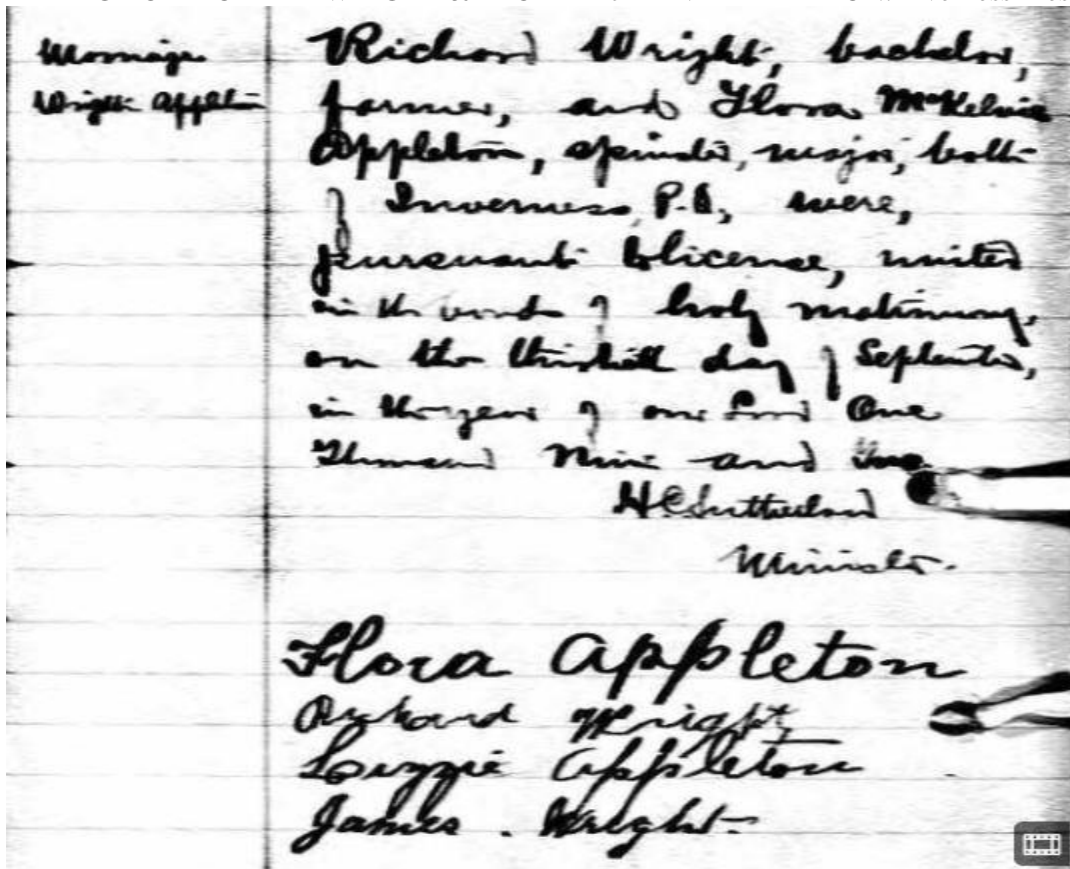 Marriage
Wright Appleton
Richard Wright, bachelor,
farmer, and Flora McKelvie
Appleton, spinster, major, both
of Inverness, P.Q., were,
pursuant to license, united
in the bonds of holy matrimony,
on the thirtieth day of September,
in the year of our Lord One
Thousand Nine and
H C Sutherland
Minister.
Flora Appleton
Richard Wright
Lizzie Appleton
James . Wright.